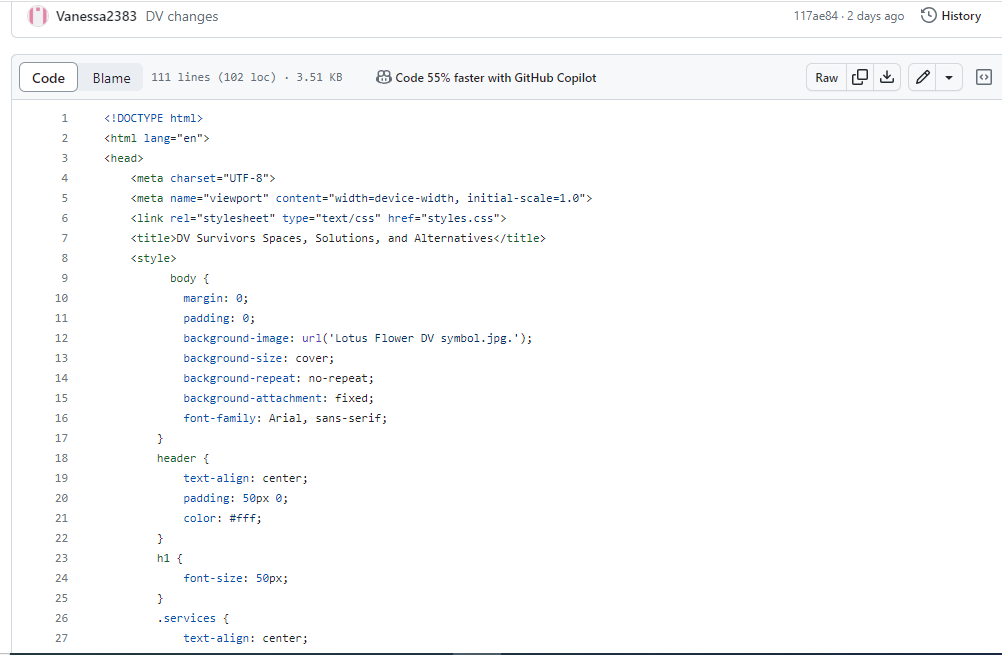 Vanessa2383 DV changes 117ae84 · 2 days ago History
Code Blame 111 lines (102 loc) · 3.51 KB Code 55% faster with GitHub Copilot Raw
1 <!DOCTYPE html>
2 <html lang="en">
3 <head>
4 <meta charset="UTF-8">
5 <meta name="viewport" content="width=device-width, initial-scale=1.0">
6 <link rel="stylesheet" type="text/css" href="styles.css">
7 <title>DV Survivors Spaces, Solutions, and Alternatives</title>
8 <style>
9 body {
10 margin: 0;
11 padding: 0;
12 background-image: url('Lotus Flower DV symbol.jpg.');
13 background-size: cover;
14 background-repeat: no-repeat;
15 background-attachment: fixed;
16 font-family: Arial, sans-serif;
17 }
18 header {
19 text-align: center;
20 padding: 50px 0;
21 color: #fff;
22 }
23 h1 {
24 font-size: 50px;
25 }
26 .services {
27 text-align: center;